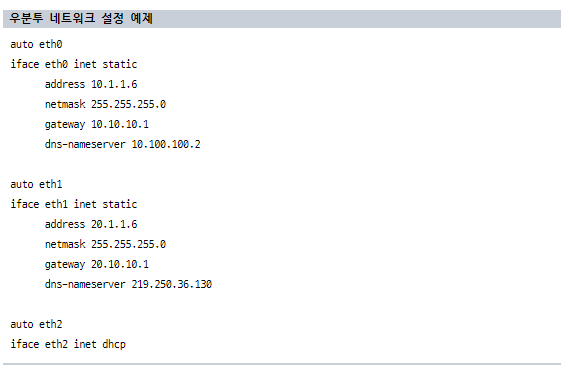 우분투 네트워크 설정 예제
auto eth0
iface eth0 inet static
address 10.1.1.6
netmask 255.255.255.0
gateway 10.10.10.1
dns-nameserver 10.100.100.2
auto eth1
iface eth1 inet static
address 20.1.1.6
netmask 255.255.255.0
gateway 20.10.10.1
dns-nameserver 219.250.36.130
auto eth2
iface eth2 inet dhcp